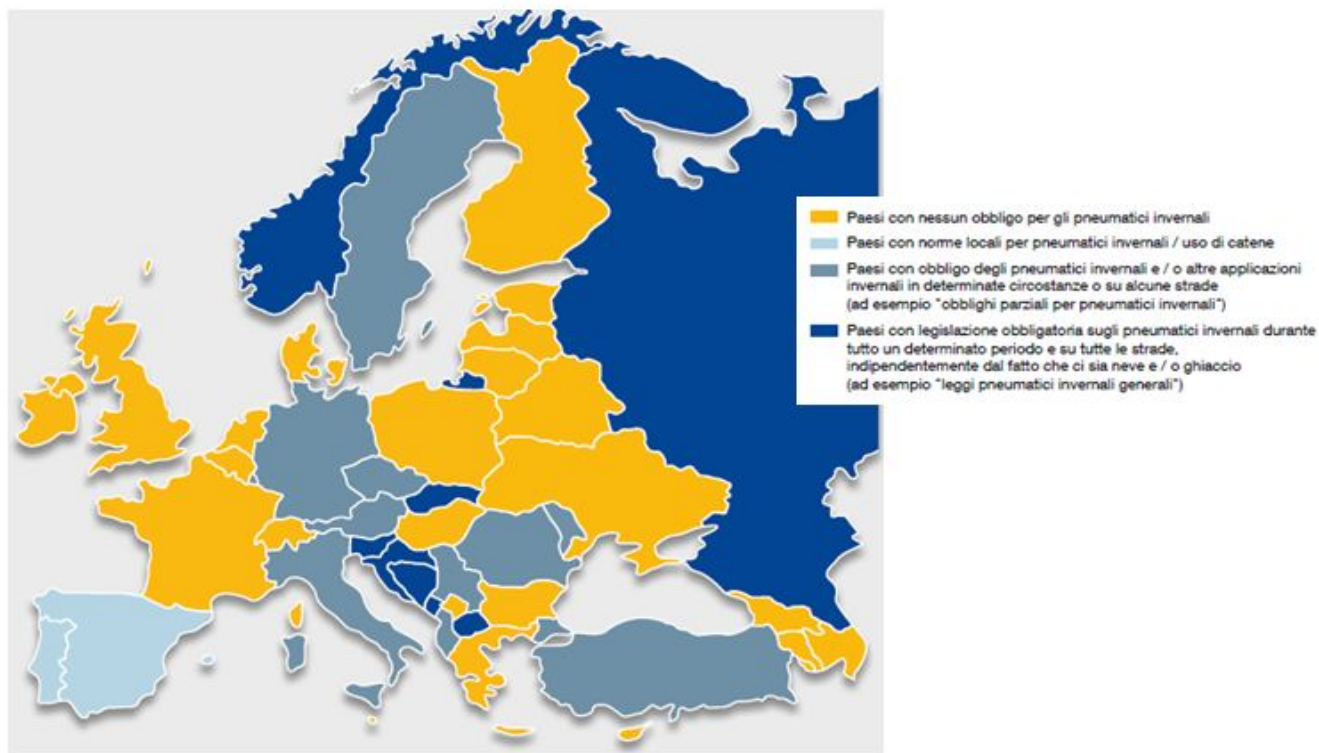 Paesi con nessun obbligo per gli pneumatici invernali
Paesi con norme locali per pneumatici invernali / uso di catene
Paesi con obbligo degli pneumatici invernali e / o altre applicazioni
invernali in determinate circostanze o su alcune strade
(ad esempio "obblighi parziali per pneumatici invernali")
Paesi con legislazione obbligatoria sugli pneumatici invernali durante
tutto un determinato periodo e su tutte le strade,
indipendentemente dal fatto che ci sia neve e / o ghiaccio
(ad esempio "leggi pneumatici invernali generali")